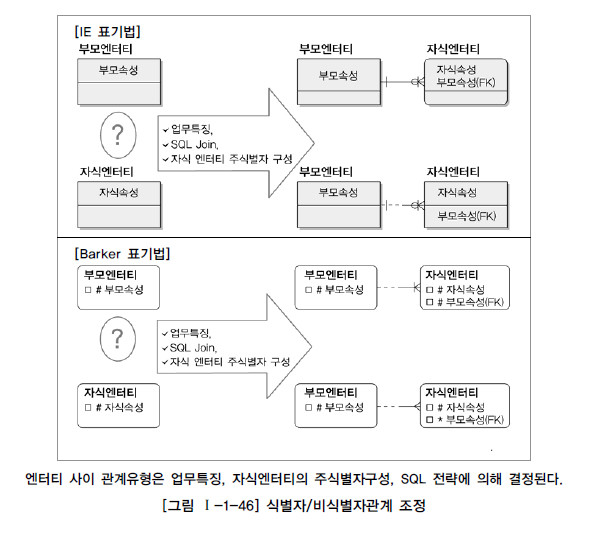 [IE 표기법]
부모엔터티 부모엔터티 자식엔터티
부모속성 부모속성 자식속성
부모속성(FK)
?
✓업무특징,
✓SQL Join,
✓자식 엔터티 주식별자 구성
자식엔터티 부모엔터티 자식엔터티
자식속성 부모속성 자식속성
부모속성(FK)
[Barker 표기법]
부모엔터티 부모엔터티 자식엔터티
□ # 부모속성 □ # 부모속성 □ # 자식속성
□ # 부모속성(FK)
?
✓업무특징,
✓SQL Join,
✓자식 엔터티 주식별자 구성
자식엔터티 부모엔터티 자식엔터티
□ # 자식속성 □ # 부모속성 □ # 자식속성
□ * 부모속성(FK)
엔터티 사이 관계유형은 업무특징, 자식엔터티의 주식별자구성, SQL 전략에 의해 결정된다.
[그림 Ⅰ-1-46] 식별자/비식별자관계 조정